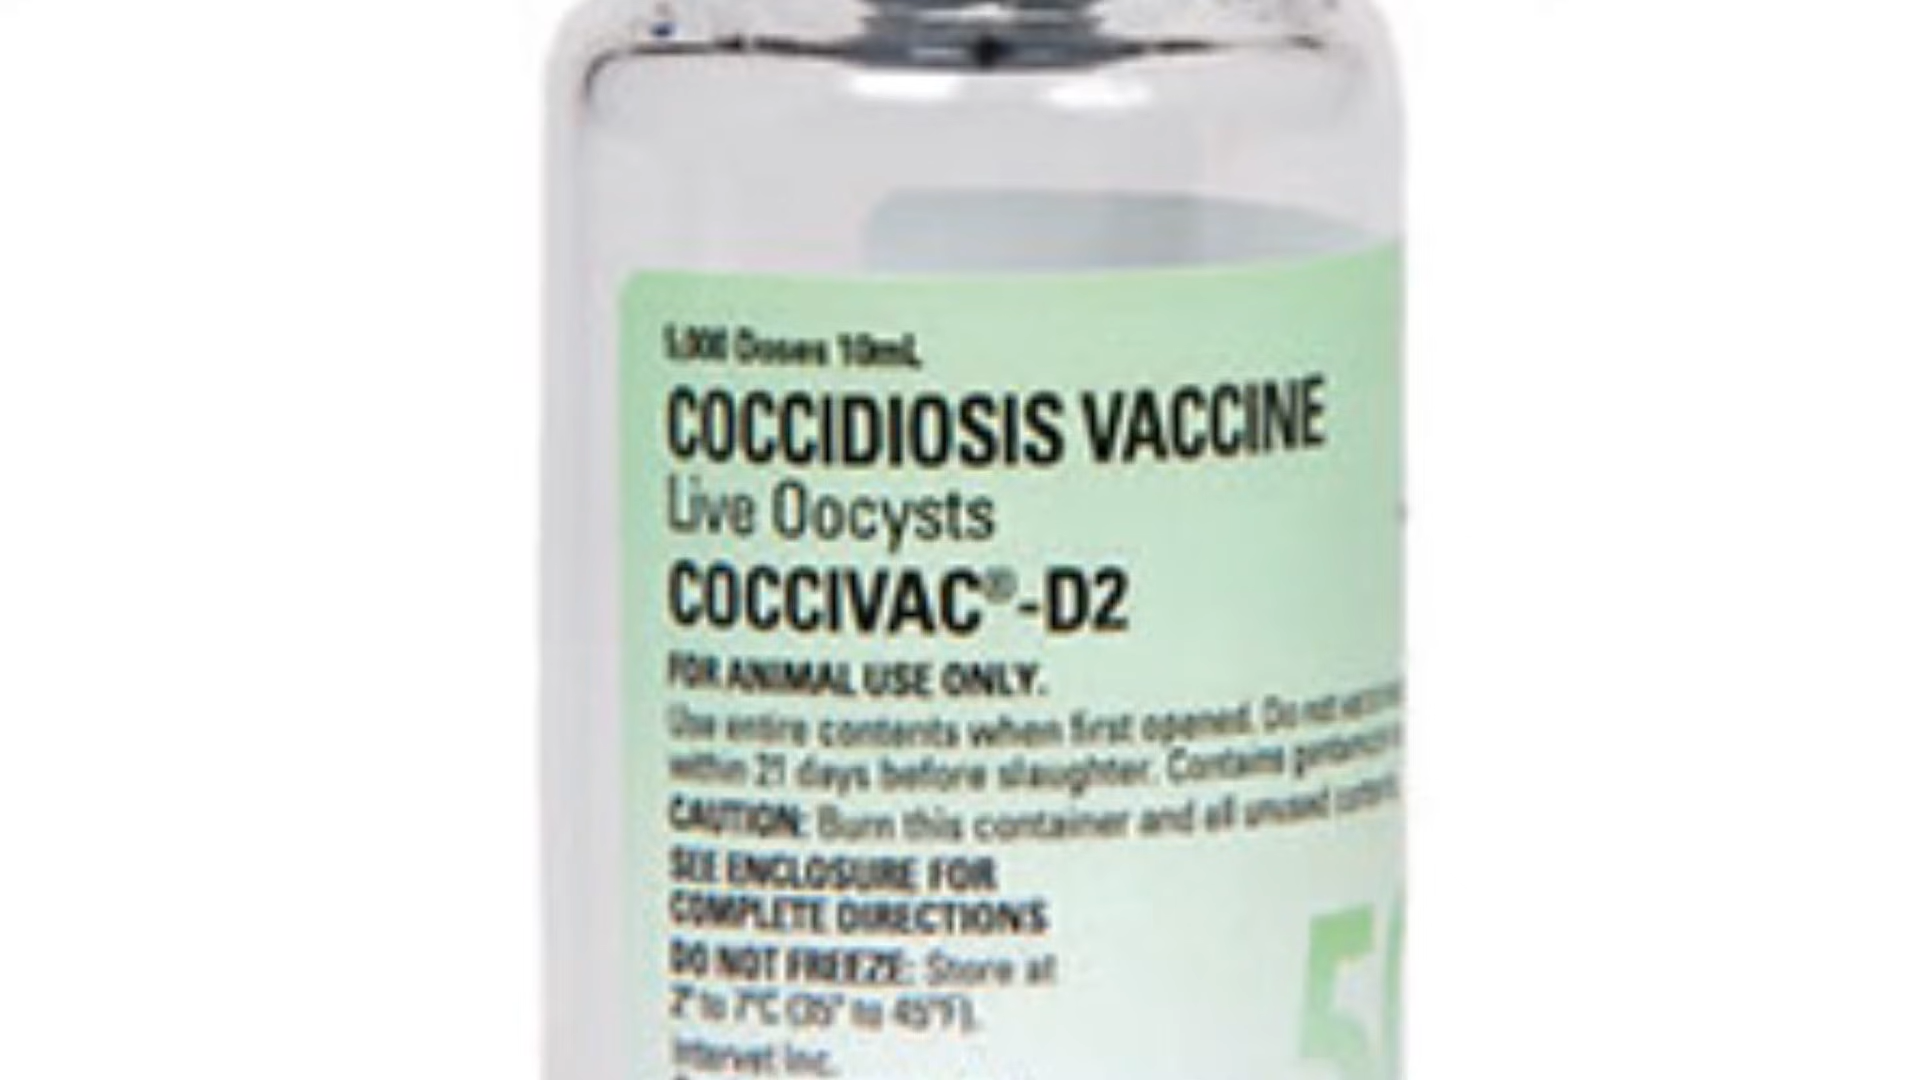 Doses 10mL
COCCIDIOSIS VACCINE
Live Oocysts
COCCIVAC®-D2
FOR ANIMAL USE ONLY.
Use entire contents when first opened. Do not
within 21 days before slaughter. Contains
CAUTION: Burn this container and all unused
SEE ENCLOSURE FOR
COMPLETE DIRECTIONS
DO NOT FREEZE: Store at
2° to 7°C (35° to 45°F).
Intervet Inc.